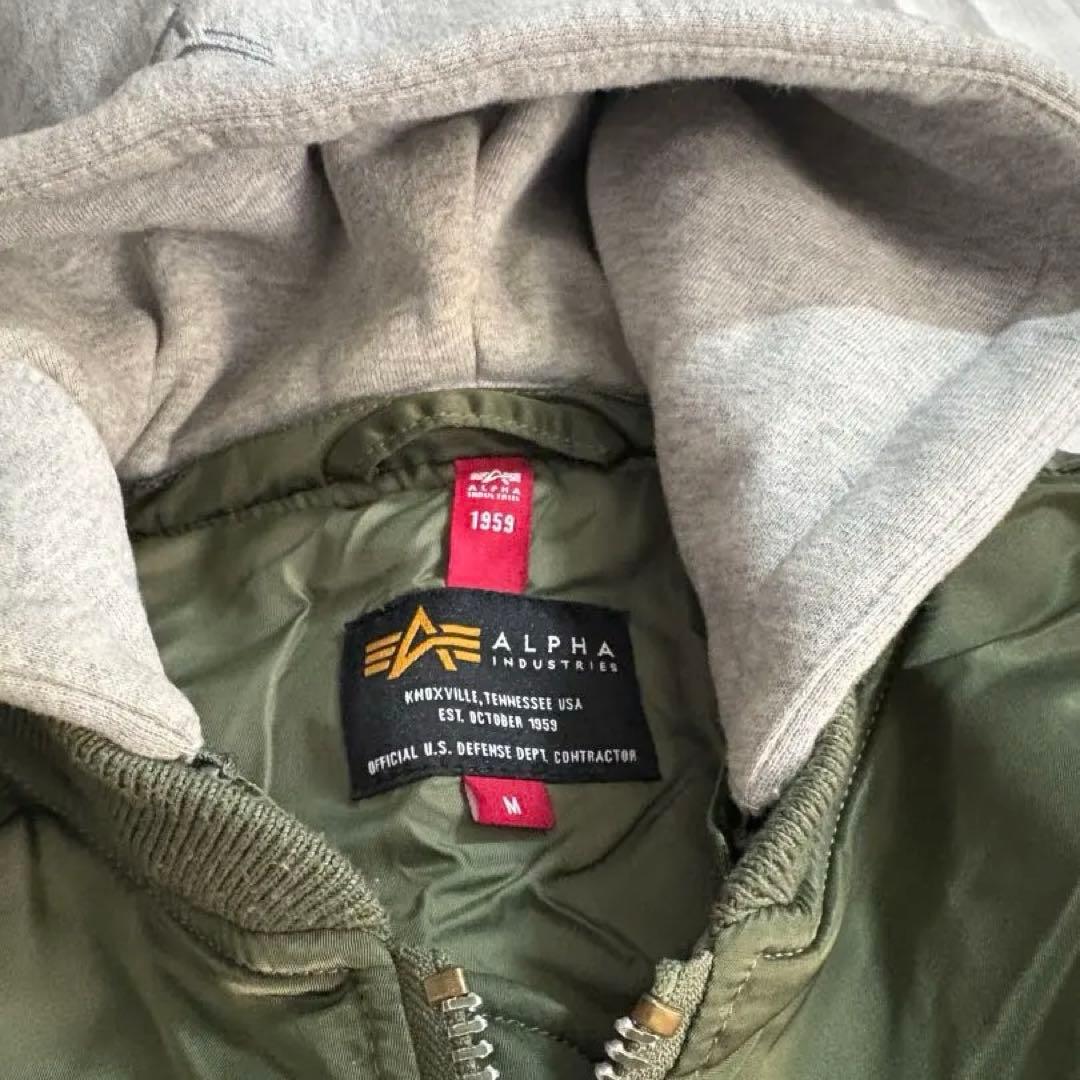 ALPHA
INDUSTRIES
1959
ALPHA
INDUSTRIES
KNOXVILLE, TENNESSEE USA
EST. OCTOBER 1959
OFFICIAL U.S. DEFENSE DEPT. CONTRACTOR
M